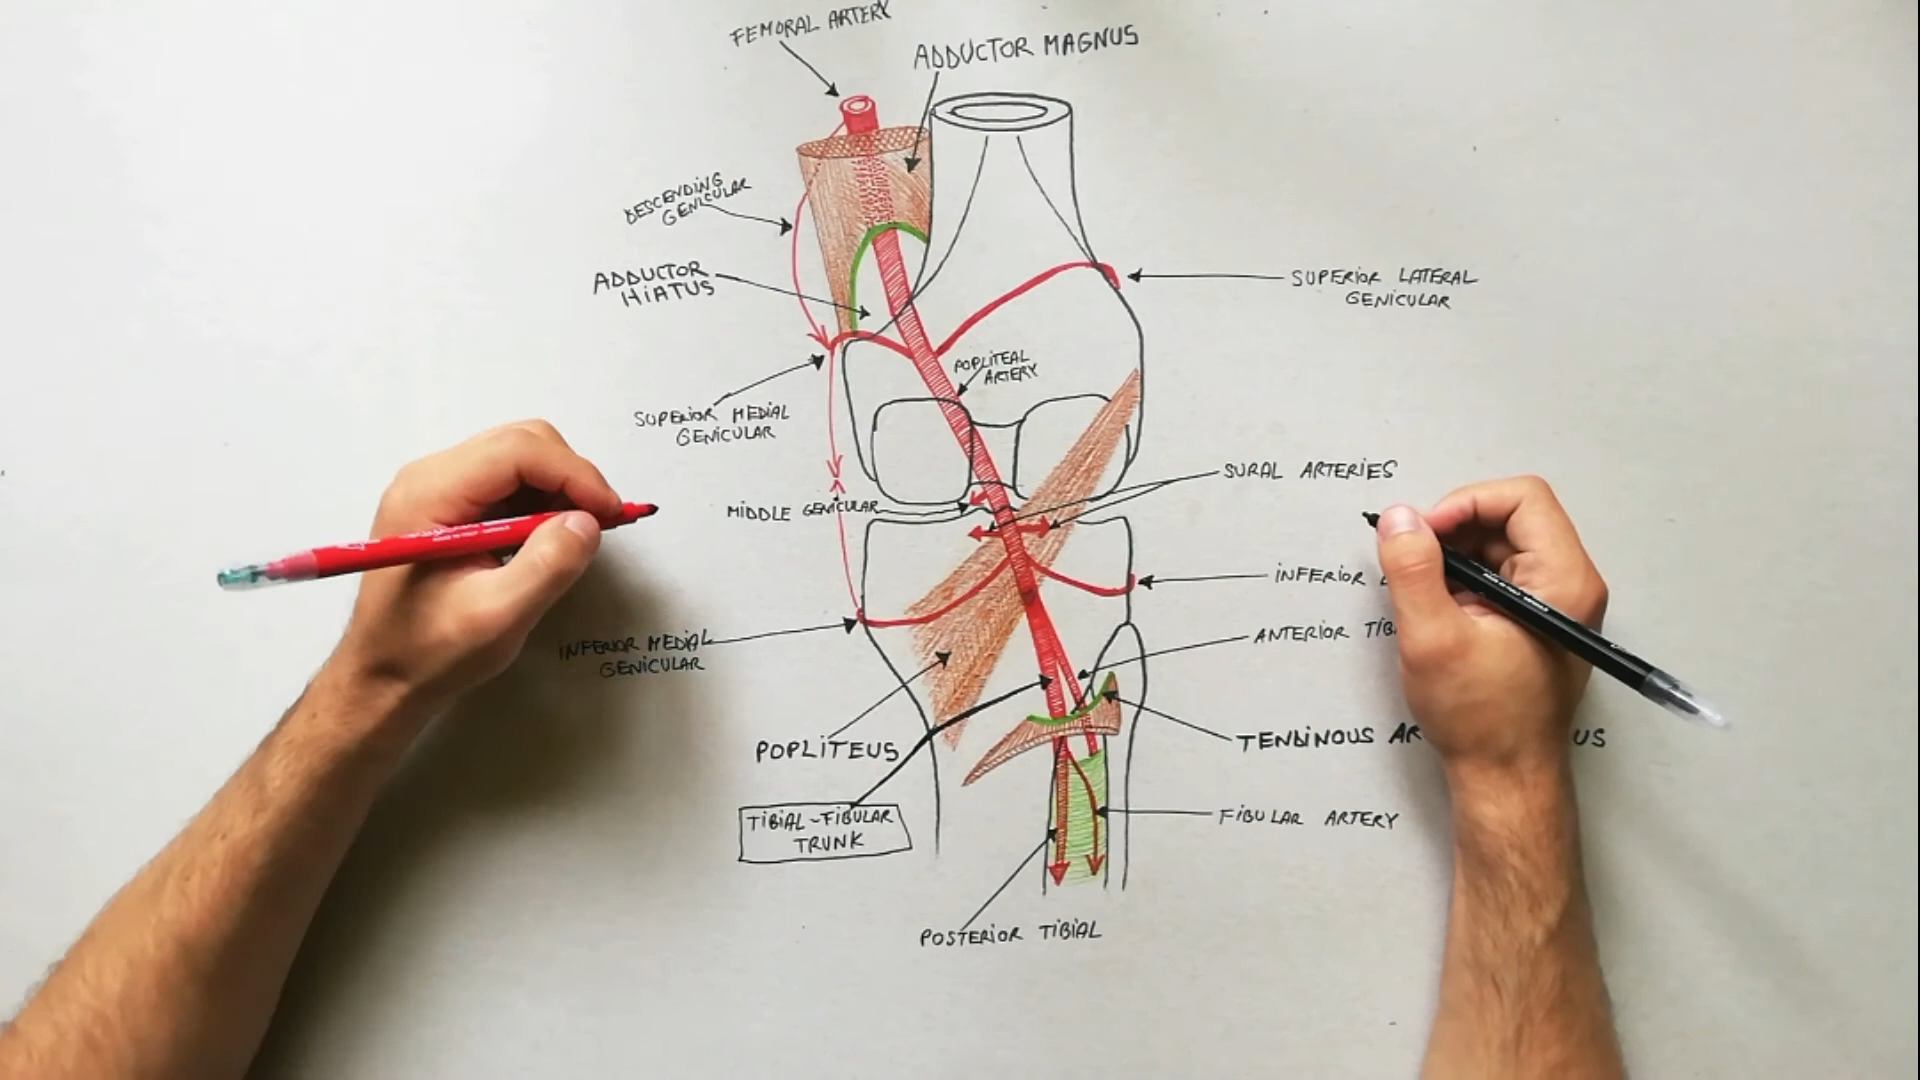 FEMORAL ARTERY
ADDUCTOR MAGNUS
DESCENDING
GENICULAR
ADDUCTOR
HIATUS
SUPERIOR LATERAL
GENICULAR
POPLITEAL
ARTERY
SUPERIOR MEDIAL
GENICULAR
SURAL ARTERIES
MIDDLE GENICULAR
INFERIOR
ANTERIOR TIB
INFERIOR MEDIAL
GENICULAR
POPLITEUS
TENDINOUS AR US
TIBIAL-FIBULAR
TRUNK
FIBULAR ARTERY
POSTERIOR TIBIAL